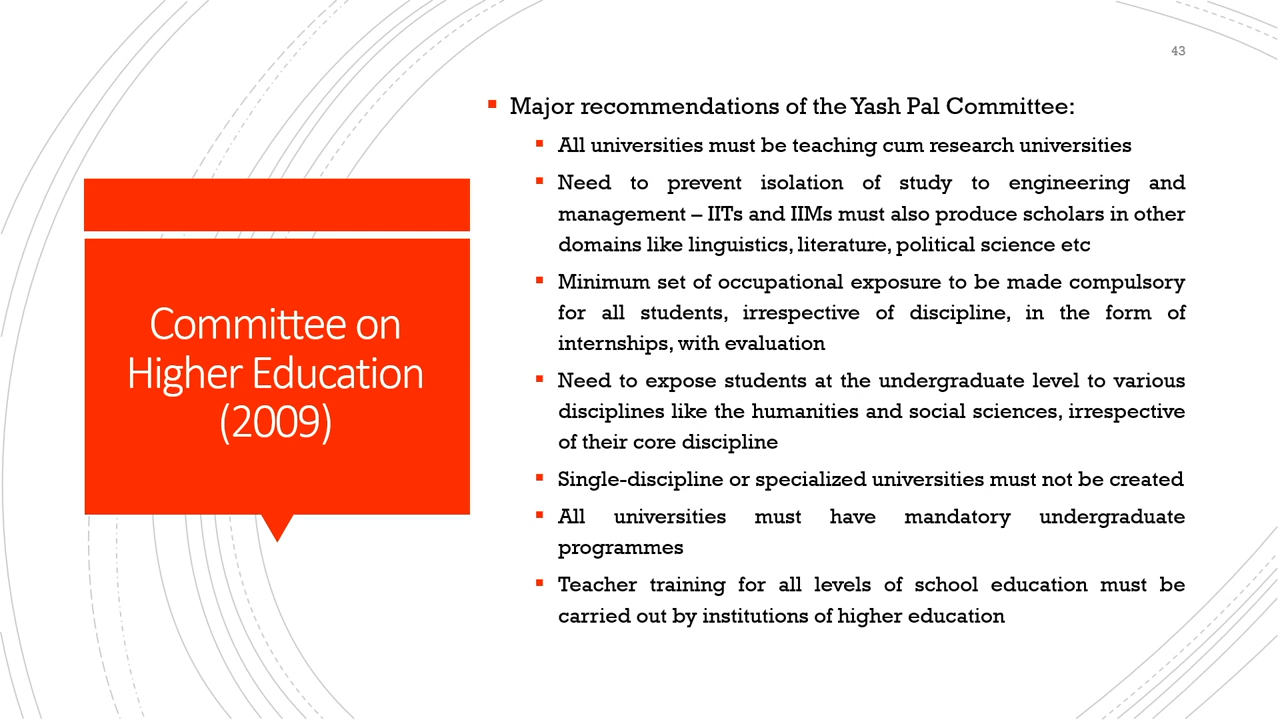 43
Committee on
Higher Education
(2009)
Major recommendations of the Yash Pal Committee:
All universities must be teaching cum research universities
Need to prevent isolation of study to engineering and
management – IITs and IIMs must also produce scholars in other
domains like linguistics, literature, political science etc
Minimum set of occupational exposure to be made compulsory
for all students, irrespective of discipline, in the form of
internships, with evaluation
Need to expose students at the undergraduate level to various
disciplines like the humanities and social sciences, irrespective
of their core discipline
Single-discipline or specialized universities must not be created
All universities must have mandatory undergraduate
programmes
Teacher training for all levels of school education must be
carried out by institutions of higher education